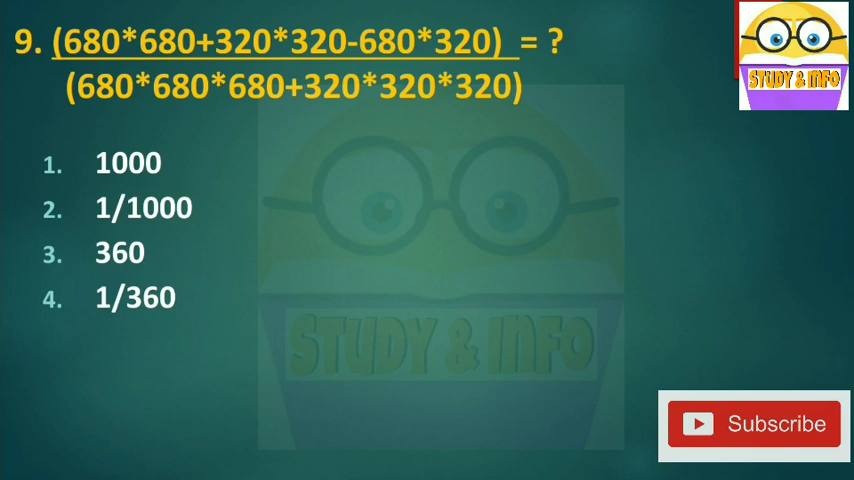 9. (680*680+320*320-680*320) = ?
(680*680*680+320*320*320)
STUDY & INFO
1. 1000
2. 1/1000
3. 360
4. 1/360
STUDY & INFO
Subscribe